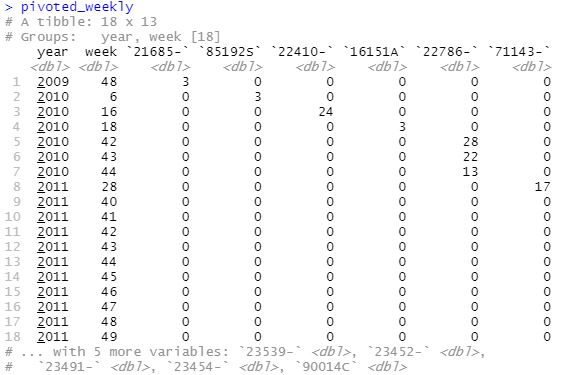 > pivoted_weekly
# A tibble: 18 x 13
# Groups:   year, week [18]
    year  week `21685-` `85192S` `22410-` `16151A` `22786-` `71143-`
   <dbl> <dbl>    <dbl>    <dbl>    <dbl>    <dbl>    <dbl>    <dbl>
 1  2009    48        3        0        0        0        0        0
 2  2010     6        0        3        0        0        0        0
 3  2010    16        0        0       24        0        0        0
 4  2010    18        0        0        0        3        0        0
 5  2010    42        0        0        0        0       28        0
 6  2010    43        0        0        0        0       22        0
 7  2010    44        0        0        0        0       13        0
 8  2011    28        0        0        0        0        0       17
 9  2011    40        0        0        0        0        0        0
10  2011    41        0        0        0        0        0        0
11  2011    42        0        0        0        0        0        0
12  2011    43        0        0        0        0        0        0
13  2011    44        0        0        0        0        0        0
14  2011    45        0        0        0        0        0        0
15  2011    46        0        0        0        0        0        0
16  2011    47        0        0        0        0        0        0
17  2011    48        0        0        0        0        0        0
18  2011    49        0        0        0        0        0        0
# ... with 5 more variables: `23539-` <dbl>, `23452-` <dbl>,
#   `23491-` <dbl>, `23454-` <dbl>, `90014C` <dbl>